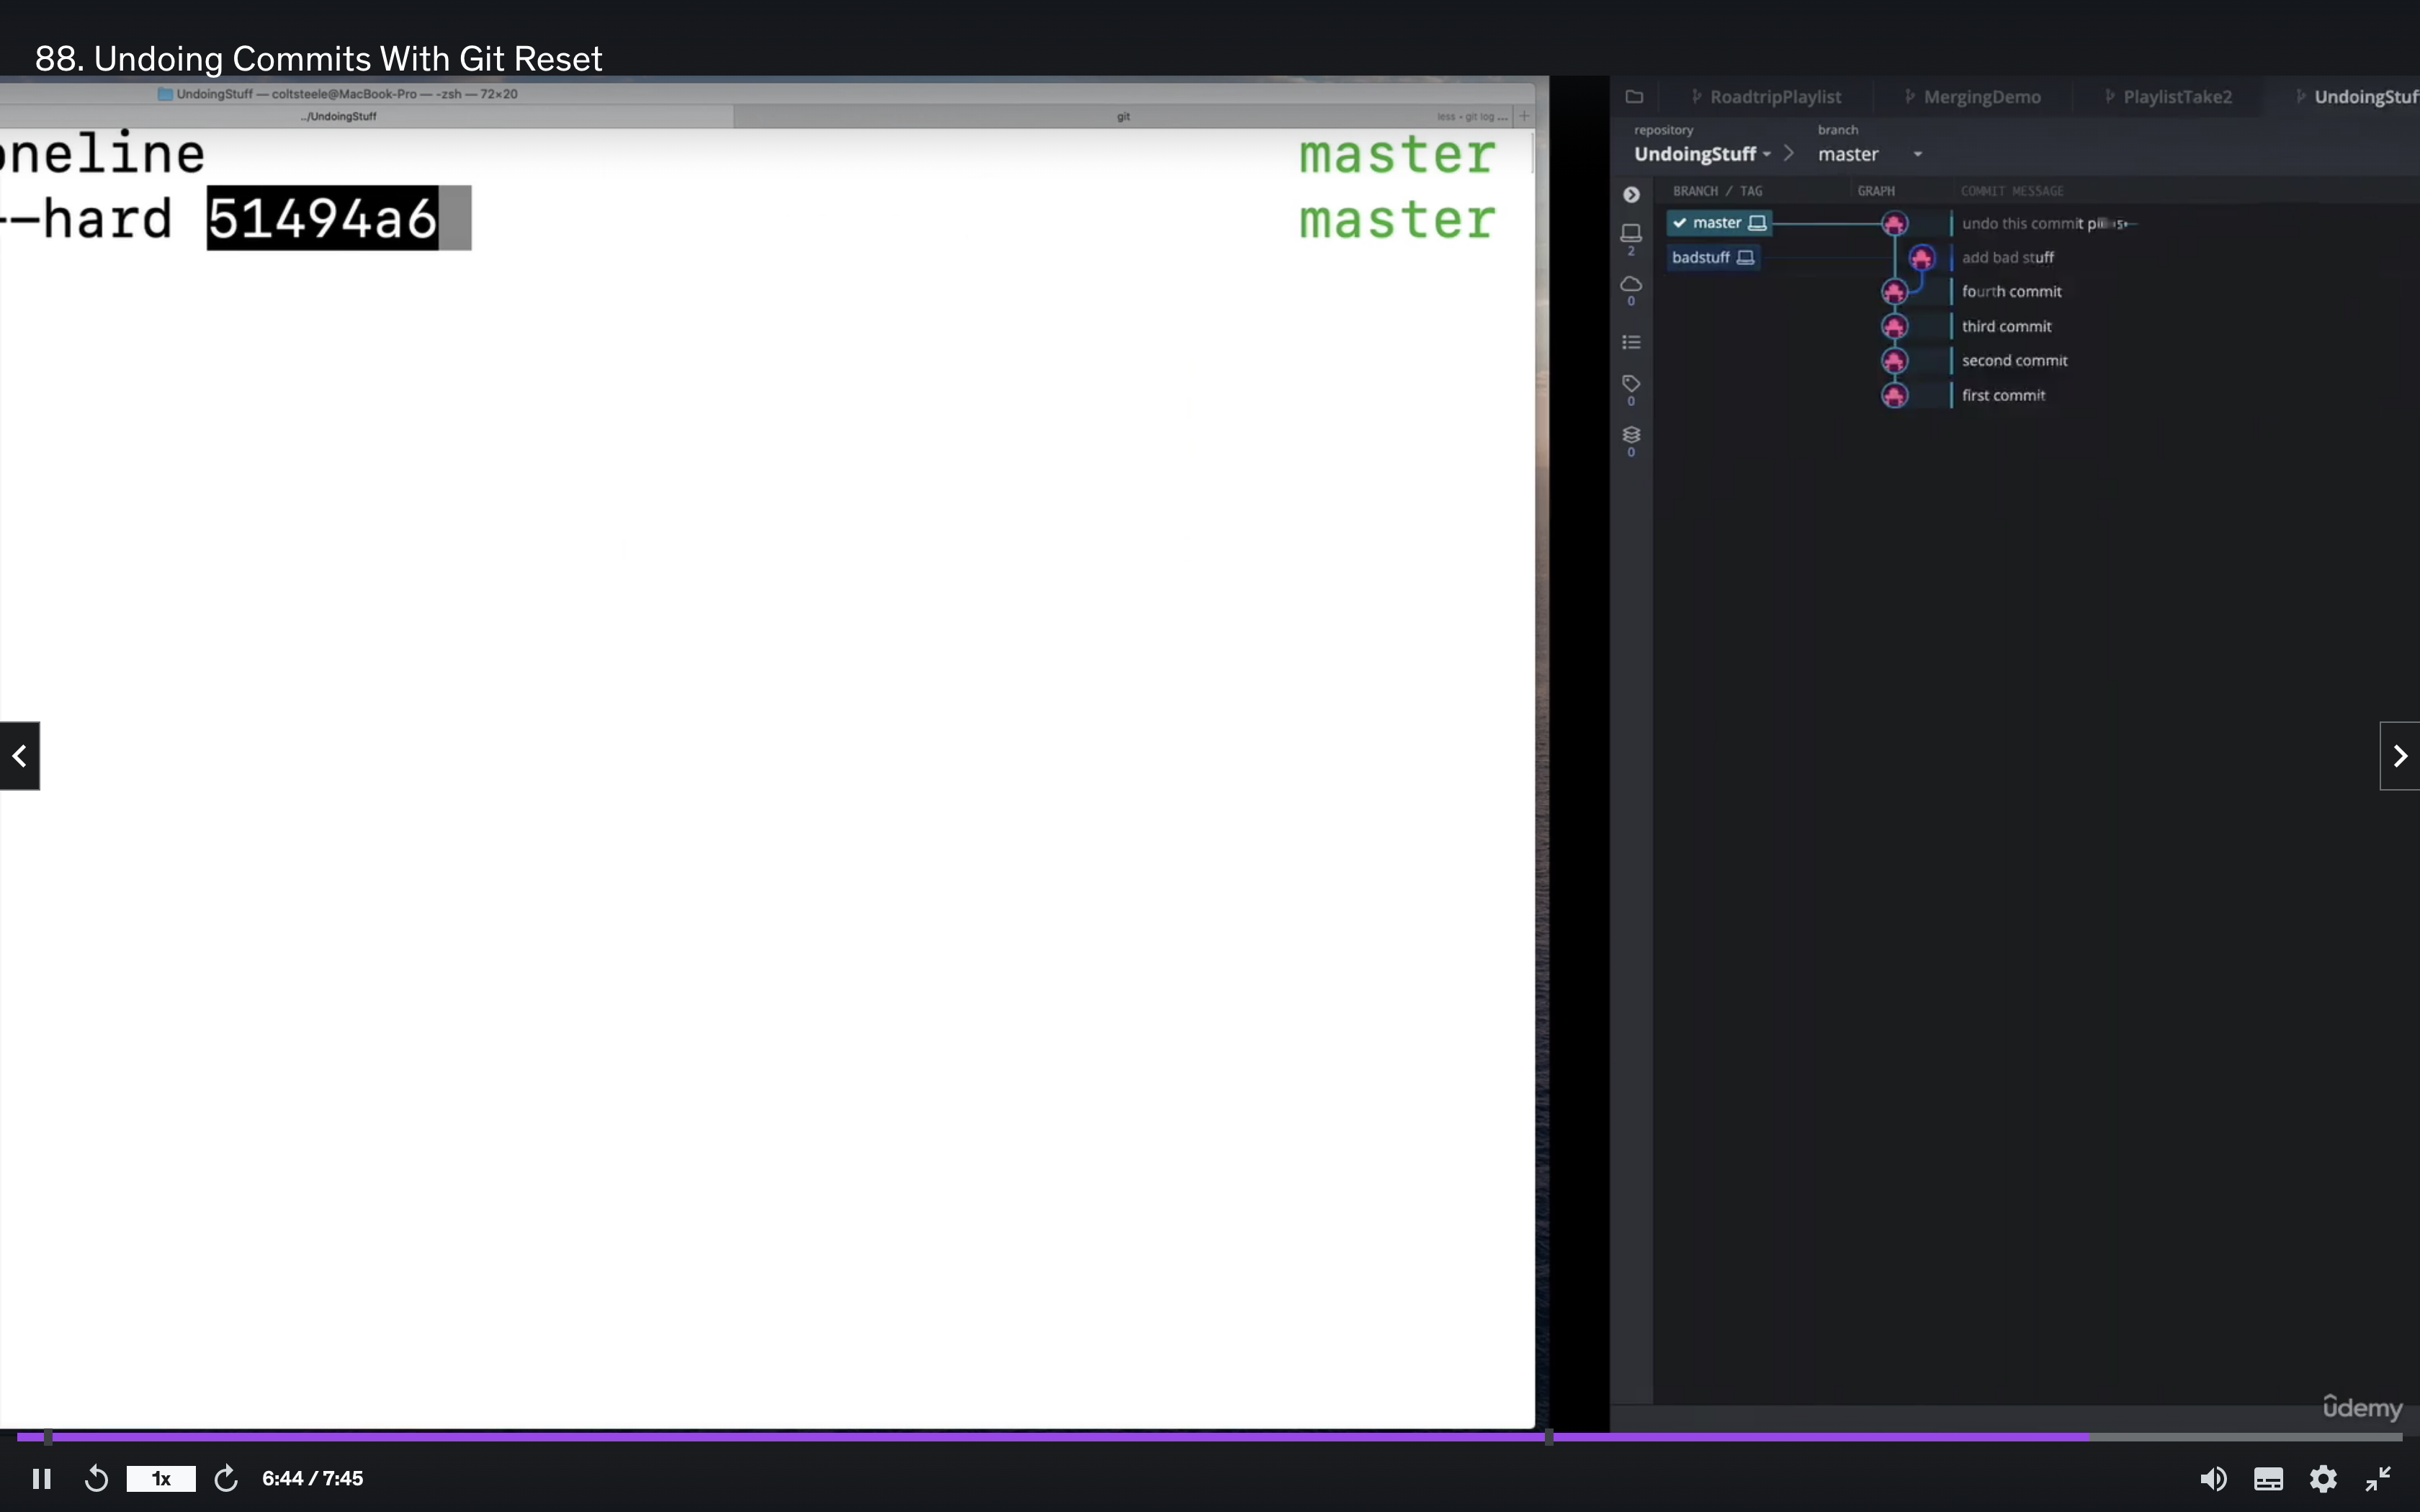 88. Undoing Commits With Git Reset
UndoingStuff — coltsteele@MacBook-Pro — -zsh — 72×20
../UndoingStuff
git
less • git log ...
oneline
master
--hard 51494a6
master
RoadtripPlaylist
MergingDemo
PlaylistTake2
UndoingStuf
repository
branch
UndoingStuff
master
BRANCH / TAG
GRAPH
COMMIT MESSAGE
master
undo this commit
badstuff
add bad stuff
fourth commit
third commit
second commit
first commit
2
0
0
0
udemy
1x
6:44 / 7:45